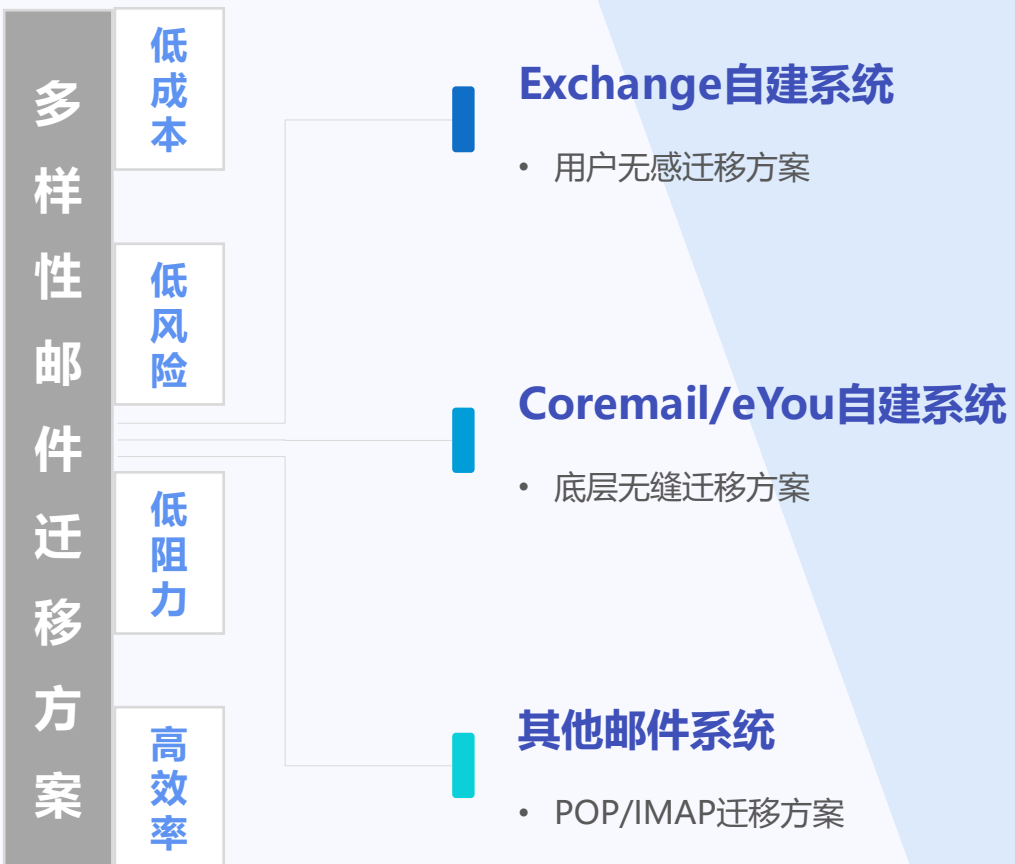 多样性邮件迁移方案
低成本
低风险
低阻力
高效率
Exchange自建系统
• 用户无感迁移方案
Coremail/eYou自建系统
• 底层无缝迁移方案
其他邮件系统
• POP/IMAP迁移方案